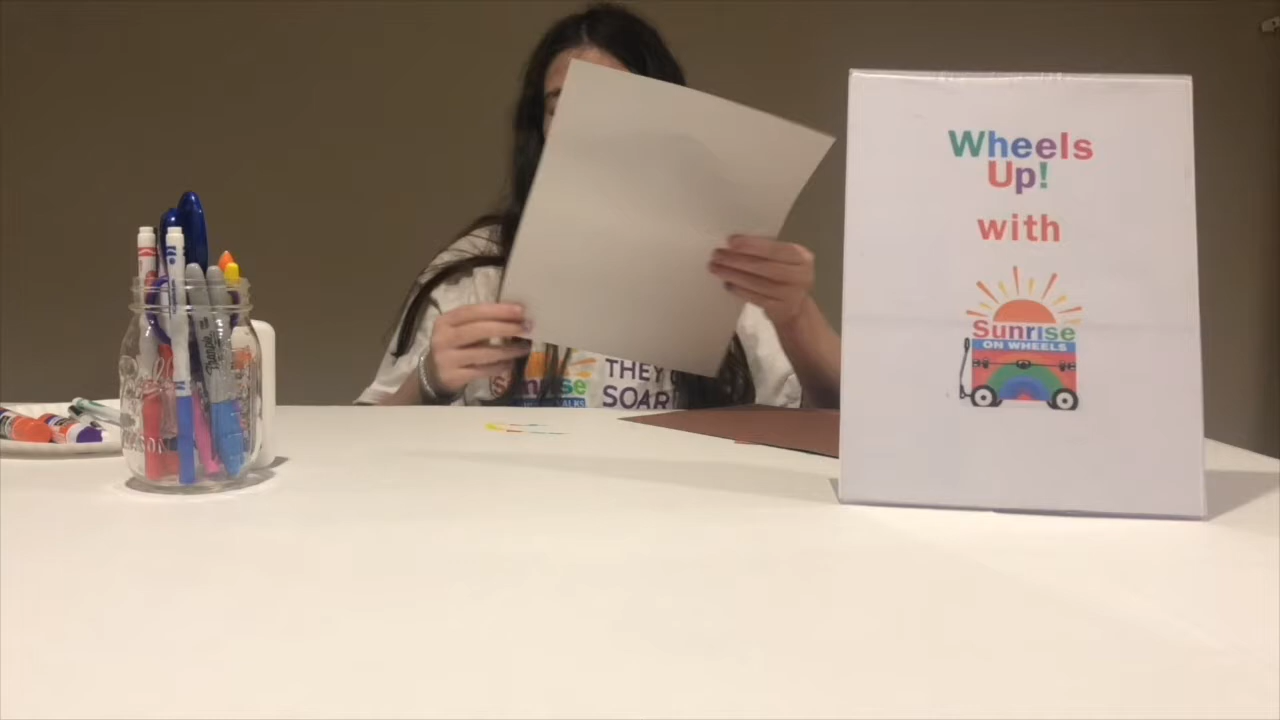 Wheels
Up!
with
Sunrise
ON WHEELS
Sunrise
THEY
SOAR
Sharpie